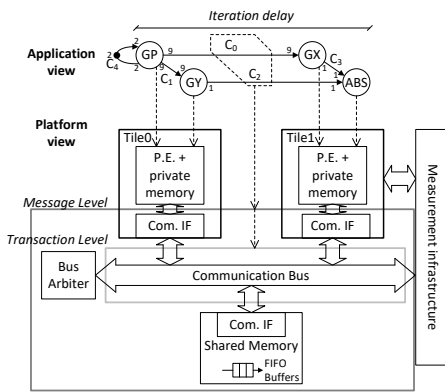 Iteration delay
Application
view
2
2
2
C4
GP
9
C0
9
GX
9
C1
9
GY
1
C2
1
C3
1
1
1
ABS
Platform
view
Tile0
Tile1
P.E. +
private
memory
P.E. +
private
memory
Message Level
Com. IF
Com. IF
Transaction Level
Bus
Arbiter
Communication Bus
Com. IF
Shared Memory
FIFO
Buffers
Measurement infrastructure